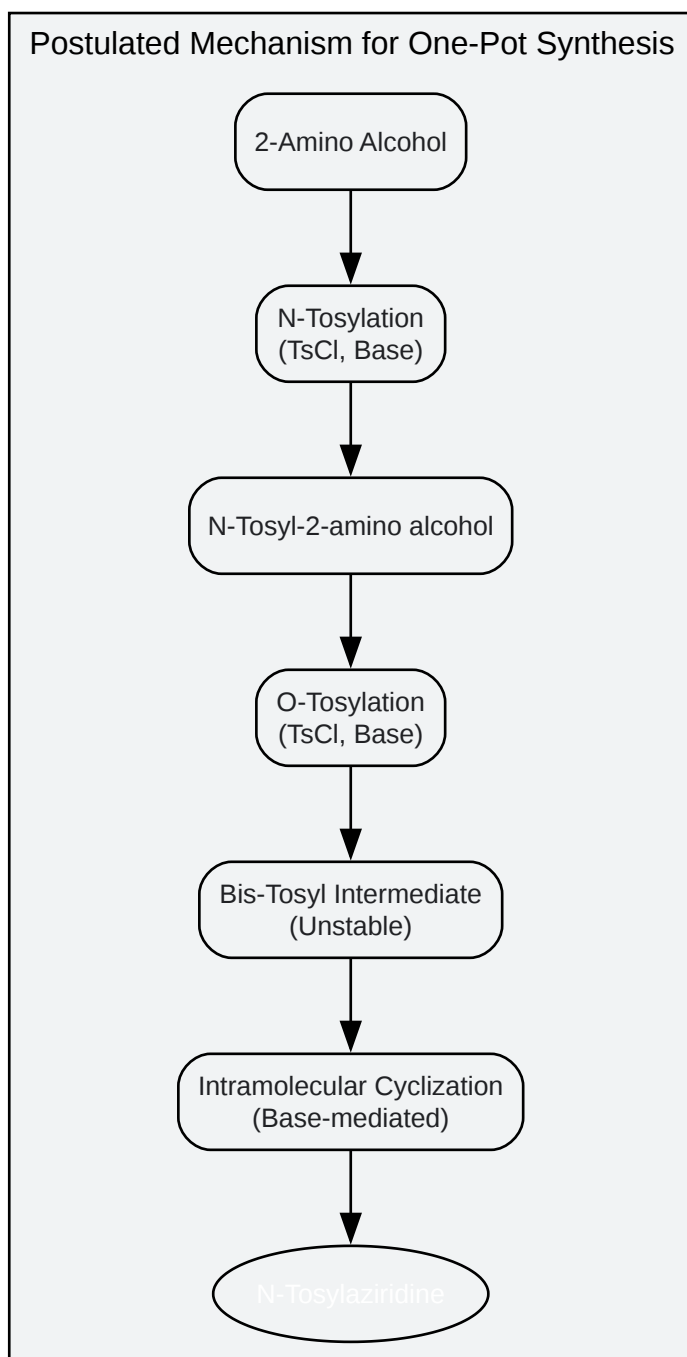 Postulated Mechanism for One-Pot Synthesis
2-Amino Alcohol
N-Tosylation
(TsCl, Base)
N-Tosyl-2-amino alcohol
O-Tosylation
(TsCl, Base)
Bis-Tosyl Intermediate
(Unstable)
Intramolecular Cyclization
(Base-mediated)
N-Tosylaziridine